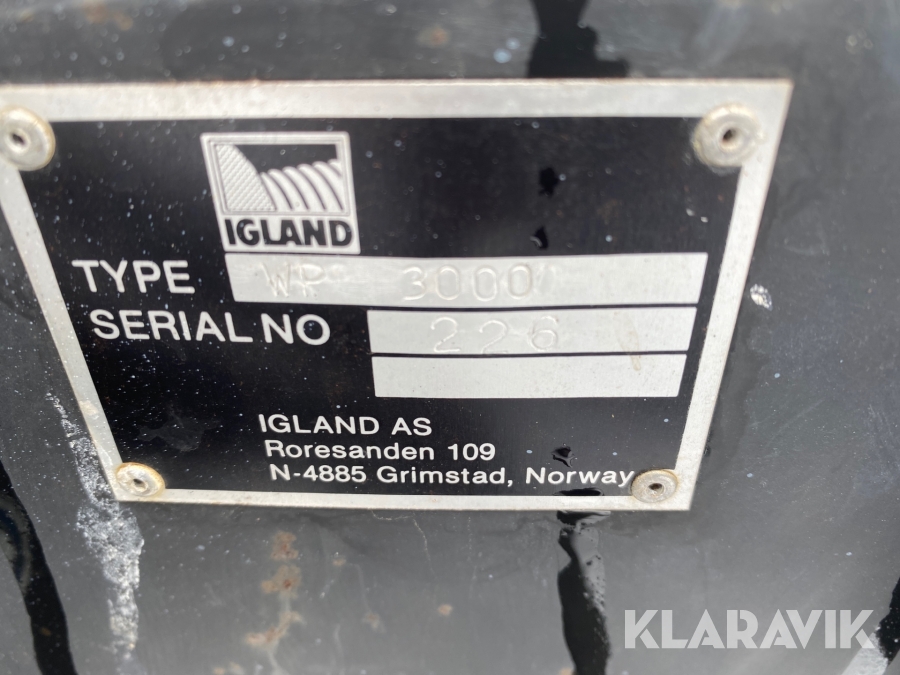 IGLAND
TYPE WP 3000
SERIAL NO 226
IGLAND AS
Roresanden 109
N-4885 Grimstad, Norway
KLARAVIK